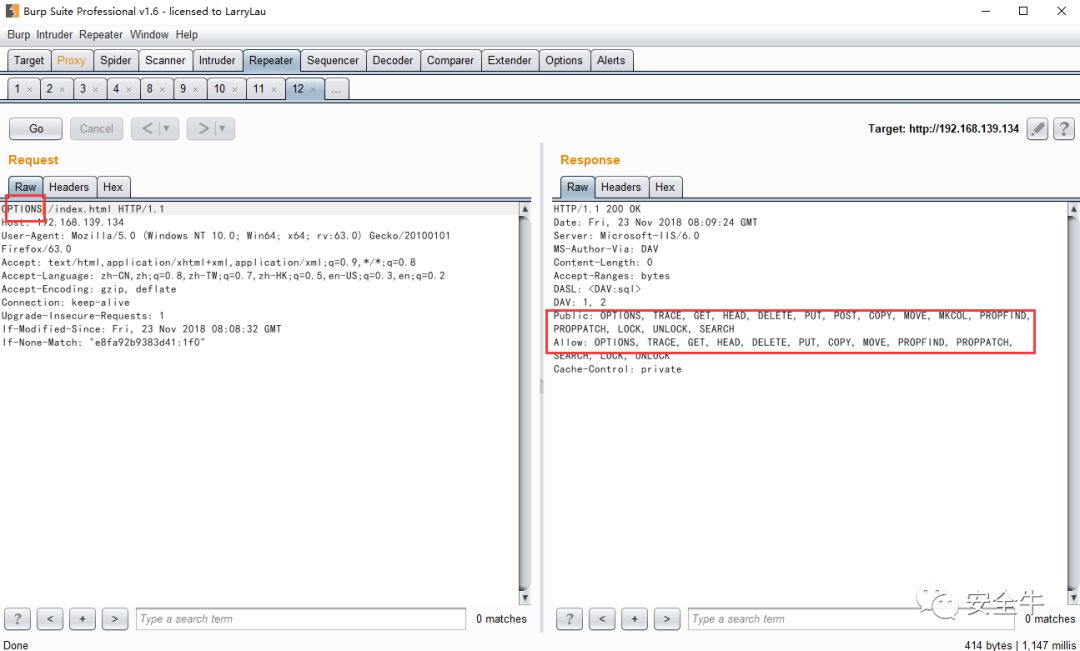 Burp Suite Professional v1.6 - licensed to LarryLau
Burp Intruder Repeater Window Help
Target Proxy Spider Scanner Intruder Repeater Sequencer Decoder Comparer Extender Options Alerts
1 × 2 × 3 × 4 × 8 × 9 × 10 × 11 × 12 × ...
Go Cancel < | ▾ > | ▾ Target: http://192.168.139.134 ?
Request
Raw Headers Hex
OPTIONS /index.html HTTP/1.1
Host: 192.168.139.134
User-Agent: Mozilla/5.0 (Windows NT 10.0; Win64; x64; rv:63.0) Gecko/20100101
Firefox/63.0
Accept: text/html,application/xhtml+xml,application/xml;q=0.9,*/*;q=0.8
Accept-Language: zh-CN,zh;q=0.8,zh-TW;q=0.7,zh-HK;q=0.5,en-US;q=0.3,en;q=0.2
Accept-Encoding: gzip, deflate
Connection: keep-alive
Upgrade-Insecure-Requests: 1
If-Modified-Since: Fri, 23 Nov 2018 08:08:32 GMT
If-None-Match: "e8fa92b9383d41:1f0"
? < + > Type a search term 0 matches
Response
Raw Headers Hex
HTTP/1.1 200 OK
Date: Fri, 23 Nov 2018 08:09:24 GMT
Server: Microsoft-IIS/6.0
MS-Author-Via: DAV
Content-Length: 0
Accept-Ranges: bytes
DASL: <DAV:sql>
DAV: 1, 2
Public: OPTIONS, TRACE, GET, HEAD, DELETE, PUT, POST, COPY, MOVE, MKCOL, PROPFIND,
PROPPATCH, LOCK, UNLOCK, SEARCH
Allow: OPTIONS, TRACE, GET, HEAD, DELETE, PUT, COPY, MOVE, PROPFIND, PROPPATCH,
SEARCH, LOCK, UNLOCK
Cache-Control: private
? < + > Type a search term 0 matches
安全牛
Done 414 bytes | 1,147 millis